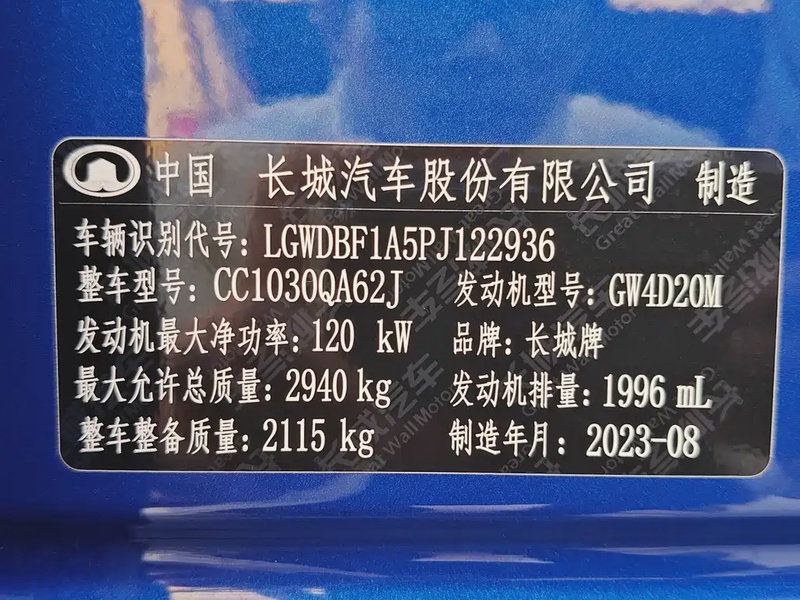 中国 长城汽车股份有限公司 制造
车辆识别代号: LGWDBF1A5PJ122936
整车型号: CC1030QA62J 发动机型号: GW4D20M
发动机最大净功率: 120 kW 品牌: 长城牌
最大允许总质量: 2940 kg 发动机排量: 1996 mL
整车整备质量: 2115 kg 制造年月: 2023-08